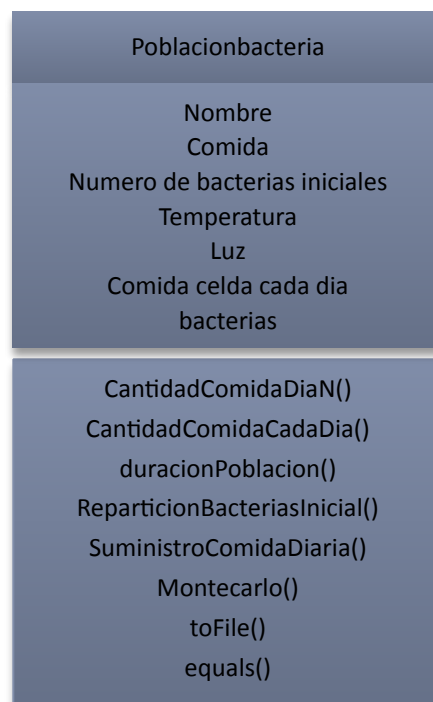 Poblacionbacteria
Nombre
Comida
Numero de bacterias iniciales
Temperatura
Luz
Comida celda cada dia
bacterias
CantidadComidaDiaN()
CantidadComidaCadaDia()
duracionPoblacion()
ReparticionBacteriasInicial()
SuministroComidaDiaria()
Montecarlo()
toFile()
equals()